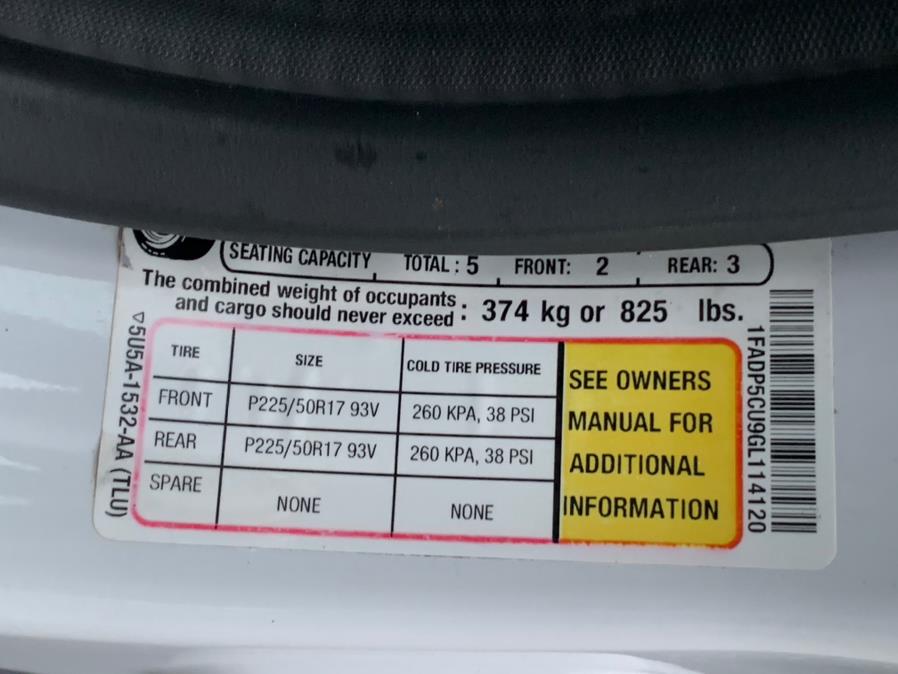 SEATING CAPACITY TOTAL : 5 FRONT: 2 REAR: 3
The combined weight of occupants
and cargo should never exceed : 374 kg or 825 lbs.
TIRE SIZE COLD TIRE PRESSURE
FRONT P225/50R17 93V 260 KPA, 38 PSI
REAR P225/50R17 93V 260 KPA, 38 PSI
SPARE NONE NONE
SEE OWNERS
MANUAL FOR
ADDITIONAL
INFORMATION
▽5U5A-1532-AA (TLU)
1FADP5CU9GL114120